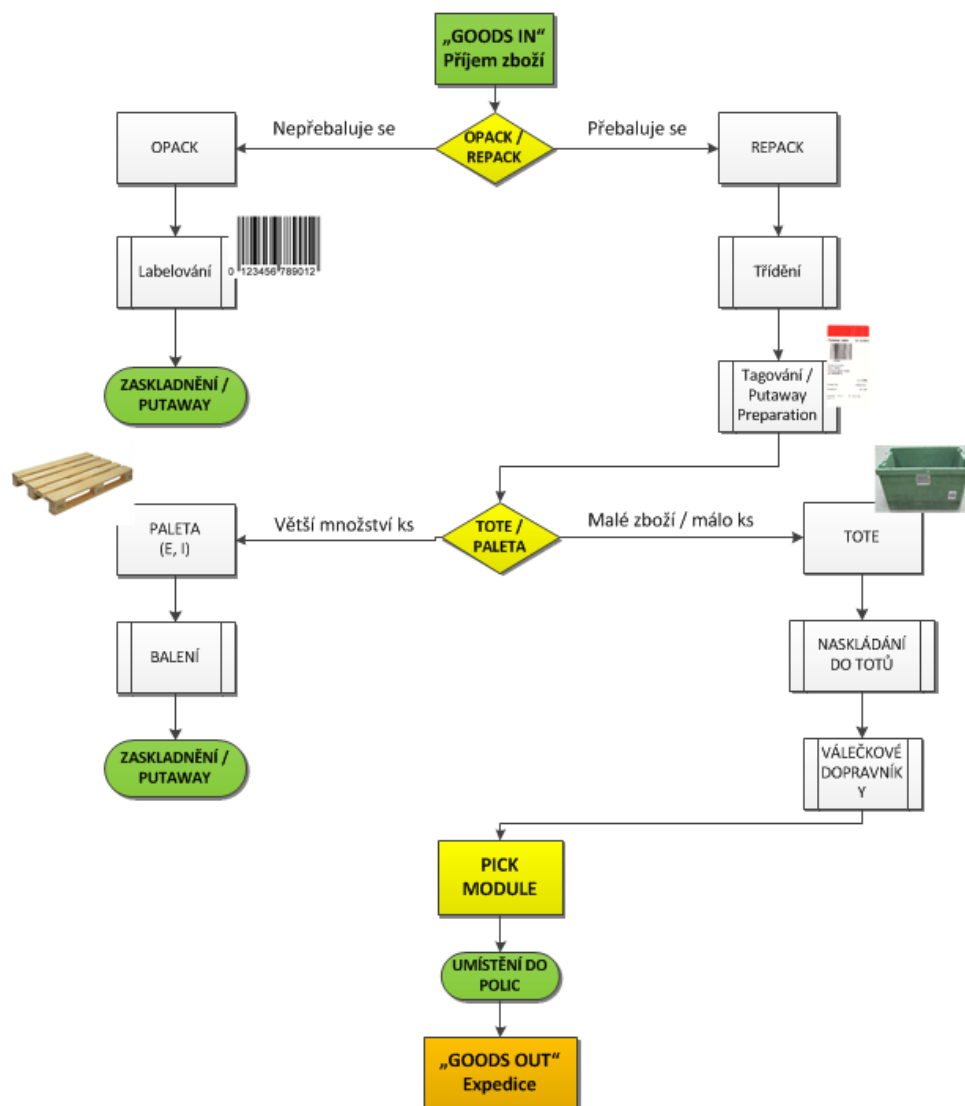 „GOODS IN“
Příjem zboží
Nepřebaluje se
OPACK /
REPACK
Přebaluje se
OPACK
REPACK
Labelování
0 123456 789012
Třídění
ZASKLADNĚNÍ /
PUTAWAY
Tagování /
Putaway
Preparation
PALETA
(E, I)
Větší množství ks
TOTE /
PALETA
Malé zboží / málo ks
TOTE
BALENÍ
NASKLÁDÁNÍ
DO TOTŮ
ZASKLADNĚNÍ /
PUTAWAY
VÁLEČKOVÉ
DOPRAVNÍK
Y
PICK
MODULE
UMÍSTĚNÍ DO
POLIC
„GOODS OUT“
Expedice